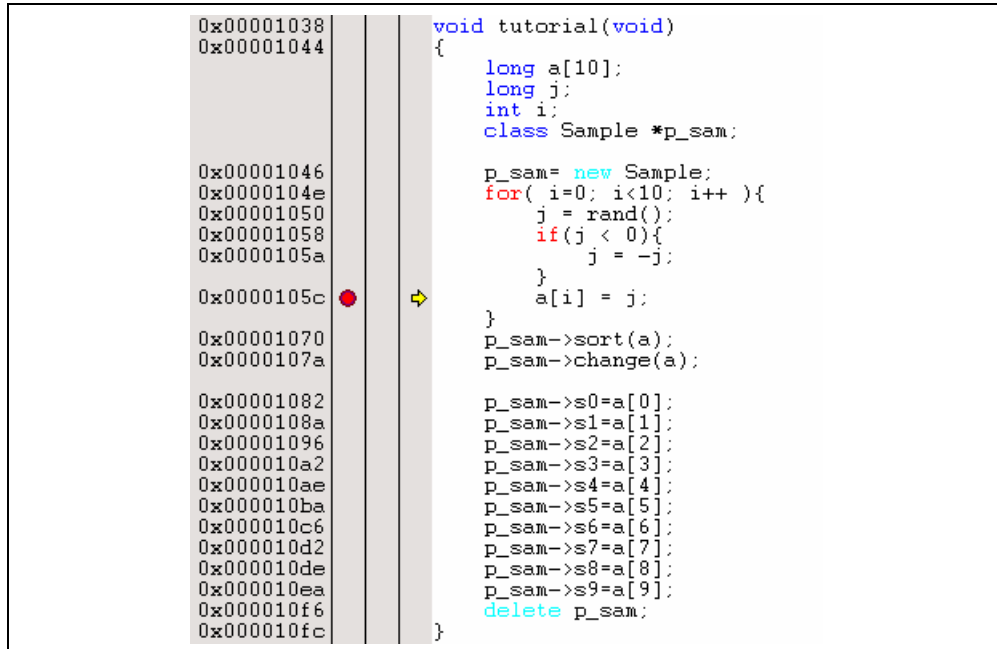 0x00001038 void tutorial(void)
0x00001044 {
long a[10];
long j;
int i;
class Sample *p_sam;
0x00001046 p_sam= new Sample;
0x0000104e for( i=0; i<10; i++ ){
0x00001050 j = rand();
0x00001058 if(j < 0){
0x0000105a j = -j;
}
0x0000105c a[i] = j;
}
0x00001070 p_sam->sort(a);
0x0000107a p_sam->change(a);
0x00001082 p_sam->s0=a[0];
0x0000108a p_sam->s1=a[1];
0x00001096 p_sam->s2=a[2];
0x000010a2 p_sam->s3=a[3];
0x000010ae p_sam->s4=a[4];
0x000010ba p_sam->s5=a[5];
0x000010c6 p_sam->s6=a[6];
0x000010d2 p_sam->s7=a[7];
0x000010de p_sam->s8=a[8];
0x000010ea p_sam->s9=a[9];
0x000010f6 delete p_sam;
0x000010fc }